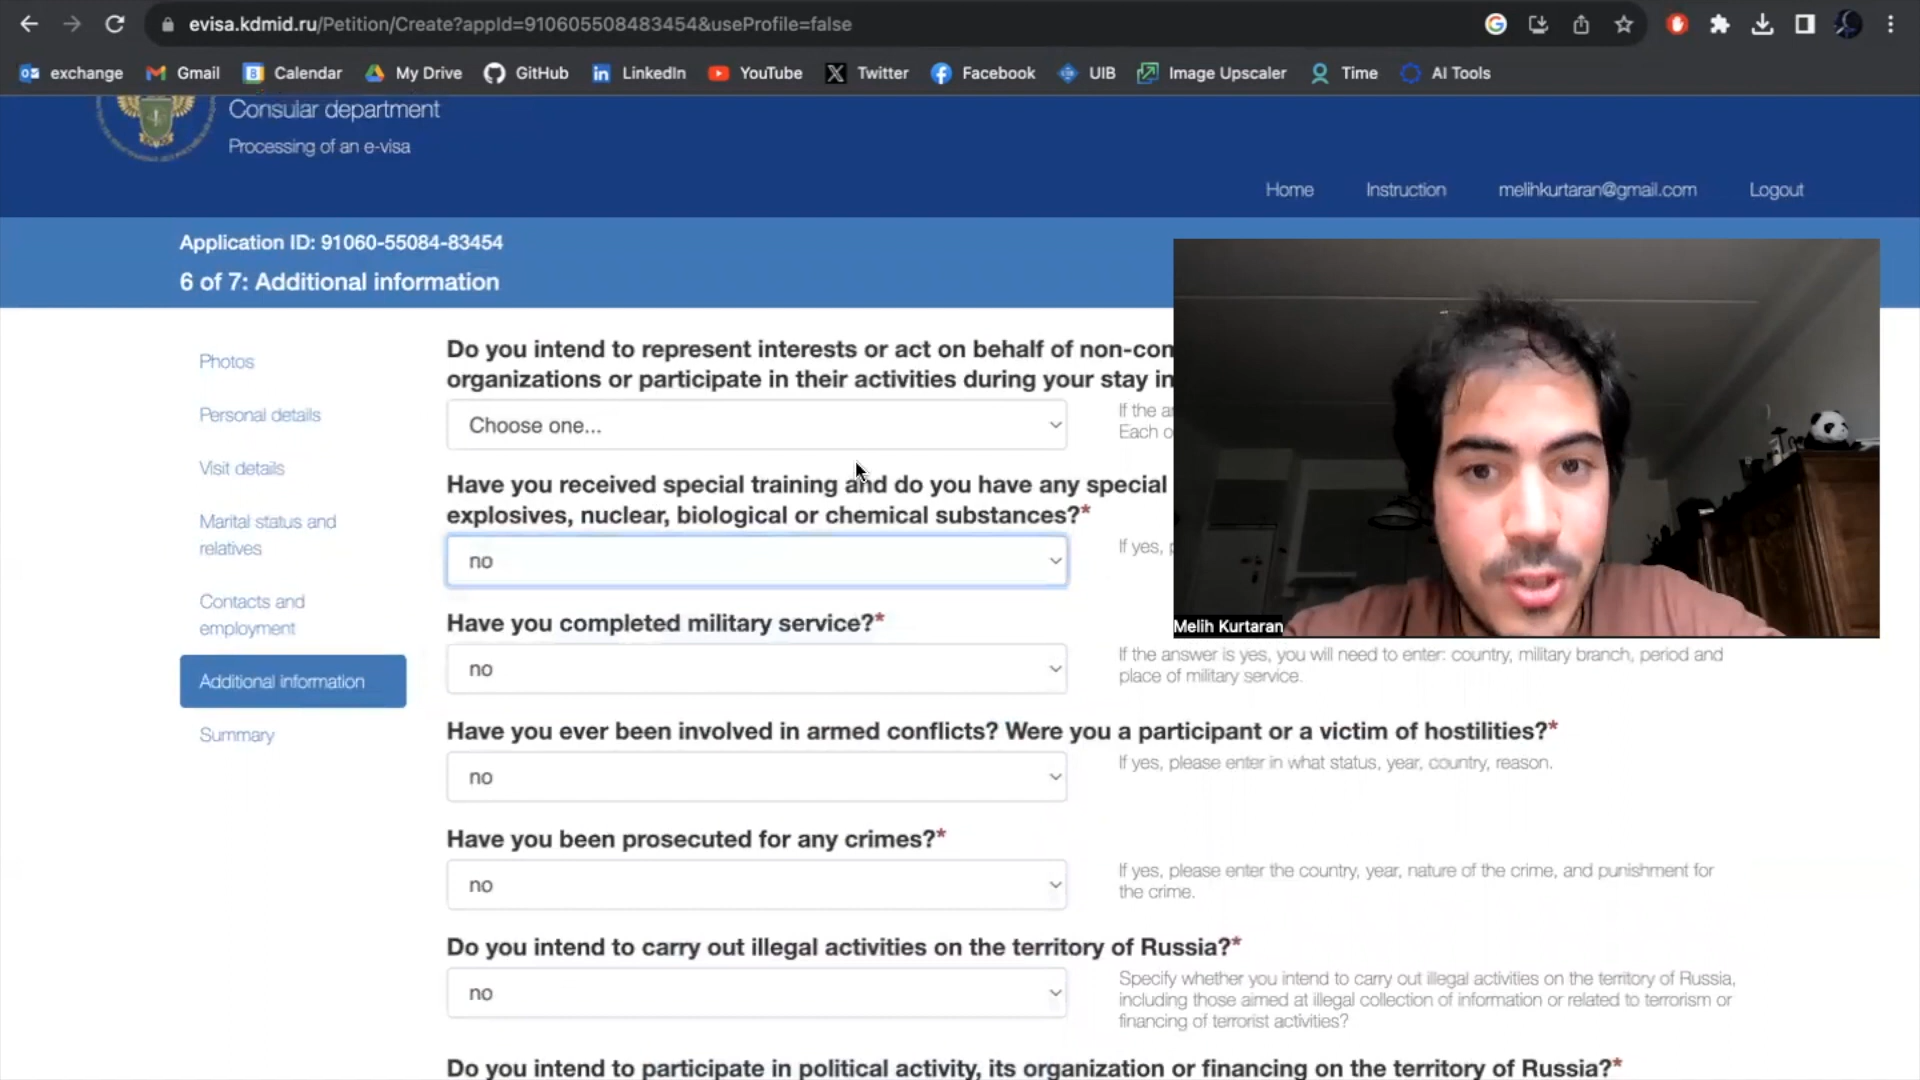 evisa.kdmid.ru/Petition/Create?appId=910605508483454&useProfile=false
exchange Gmail Calendar My Drive GitHub LinkedIn YouTube Twitter Facebook UIB Image Upscaler Time AI Tools
Consular department
Processing of an e-visa
Home Instruction melihkurtaran@gmail.com Logout
Application ID: 91060-55084-83454
6 of 7: Additional information
Photos
Personal details
Visit details
Marital status and
relatives
Contacts and
employment
Additional information
Summary
Do you intend to represent interests or act on behalf of non-com
organizations or participate in their activities during your stay in
Choose one...
If the a
Each o
Have you received special training and do you have any special
explosives, nuclear, biological or chemical substances?*
no
If yes, p
Have you completed military service?*
no
If the answer is yes, you will need to enter: country, military branch, period and
place of military service.
Have you ever been involved in armed conflicts? Were you a participant or a victim of hostilities?*
no
If yes, please enter in what status, year, country, reason.
Have you been prosecuted for any crimes?*
no
If yes, please enter the country, year, nature of the crime, and punishment for
the crime.
Do you intend to carry out illegal activities on the territory of Russia?*
no
Specify whether you intend to carry out illegal activities on the territory of Russia,
including those aimed at illegal collection of information or related to terrorism or
financing of terrorist activities?
Do you intend to participate in political activity, its organization or financing on the territory of Russia?*
Melih Kurtaran